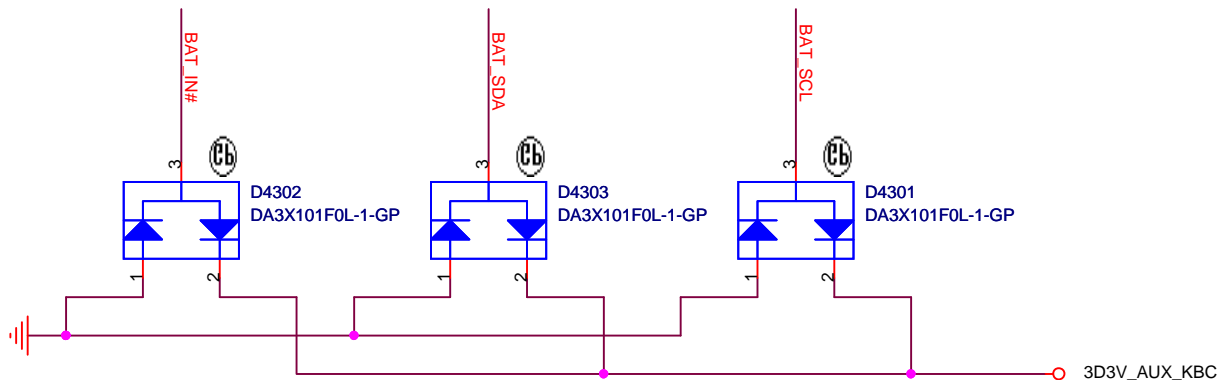 BAT_IN#
BAT_SDA
BAT_SCL
3
3
3
D4302
DA3X101F0L-1-GP
D4303
DA3X101F0L-1-GP
D4301
DA3X101F0L-1-GP
1
2
1
2
1
2
3D3V_AUX_KBC